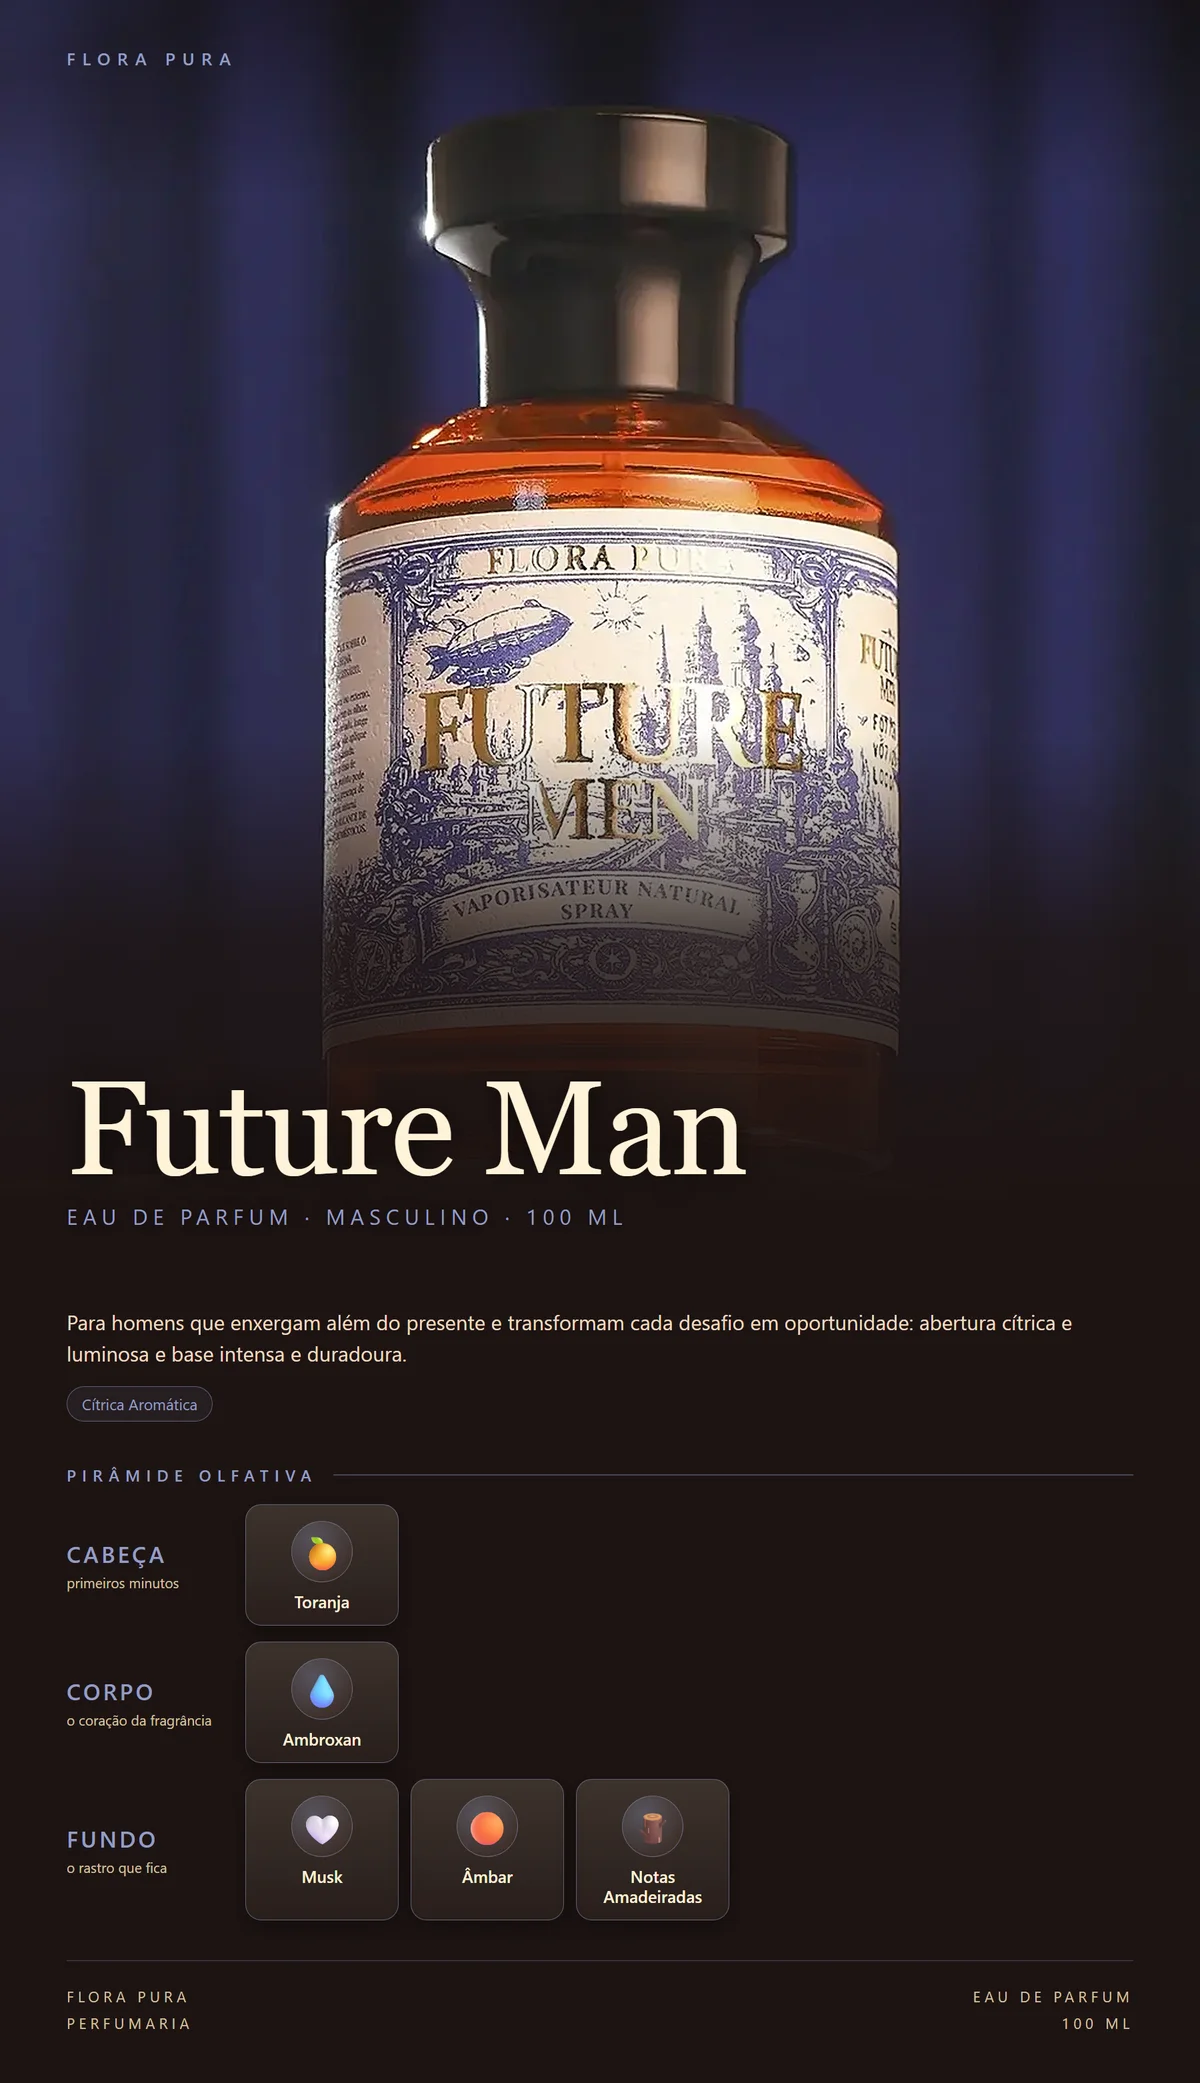 FLORA PURA
FLORA PURA
FUTURE
MEN
VAPORISATEUR NATURAL
SPRAY
Future Man
EAU DE PARFUM · MASCULINO · 100 ML
Para homens que enxergam além do presente e transformam cada desafio em oportunidade: abertura cítrica e
luminosa e base intensa e duradoura.
Cítrica Aromática
PIRÂMIDE OLFATIVA
CABEÇA
primeiros minutos
Toranja
CORPO
o coração da fragrância
Ambroxan
FUNDO
o rastro que fica
Musk
Âmbar
Notas
Amadeiradas
FLORA PURA
PERFUMARIA
EAU DE PARFUM
100 ML